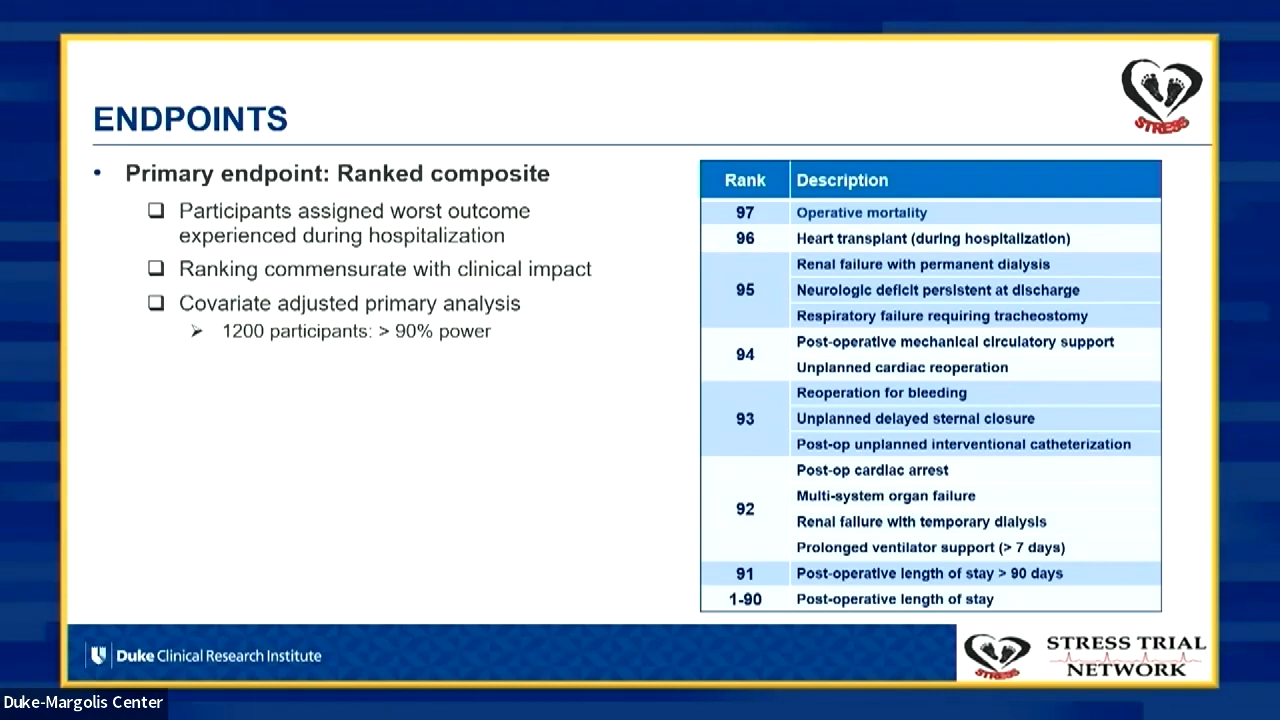 STRESS
ENDPOINTS
• Primary endpoint: Ranked composite
Participants assigned worst outcome
experienced during hospitalization
Ranking commensurate with clinical impact
Covariate adjusted primary analysis
1200 participants: > 90% power
Rank Description
97 Operative mortality
96 Heart transplant (during hospitalization)
95
Renal failure with permanent dialysis
Neurologic deficit persistent at discharge
Respiratory failure requiring tracheostomy
94
Post-operative mechanical circulatory support
Unplanned cardiac reoperation
93
Reoperation for bleeding
Unplanned delayed sternal closure
Post-op unplanned interventional catheterization
92
Post-op cardiac arrest
Multi-system organ failure
Renal failure with temporary dialysis
Prolonged ventilator support (> 7 days)
91 Post-operative length of stay > 90 days
1-90 Post-operative length of stay
Duke Clinical Research Institute
STRESS
STRESS TRIAL
NETWORK
Duke-Margolis Center